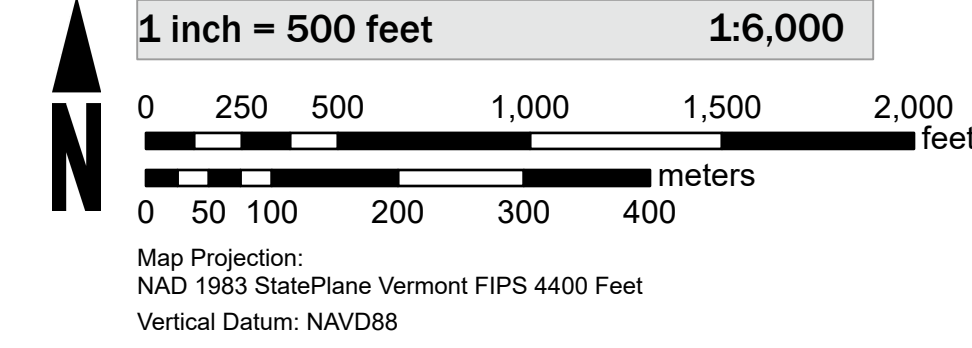 1 inch = 500 feet 1:6,000
0 250 500 1,000 1,500 2,000
feet
meters
0 50 100 200 300 400
N
Map Projection:
NAD 1983 StatePlane Vermont FIPS 4400 Feet
Vertical Datum: NAVD88